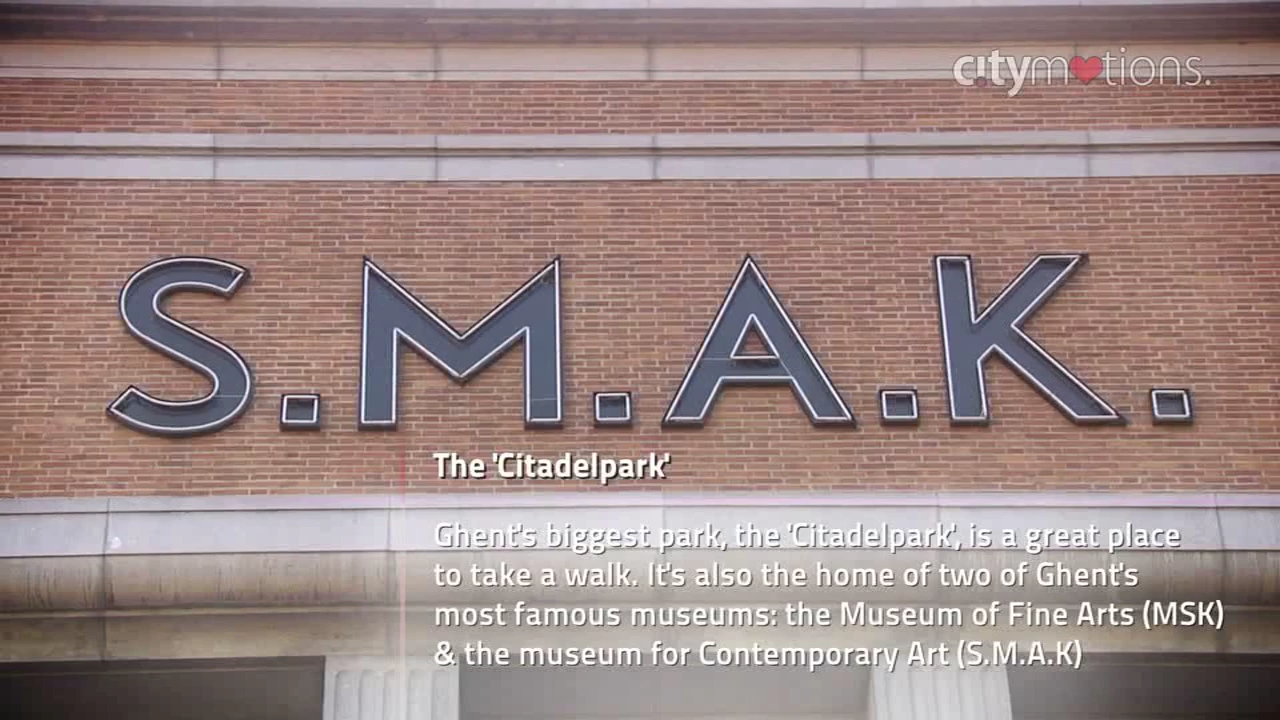 citymotions.
S.M.A.K.
The 'Citadelpark'
Ghent's biggest park, the 'Citadelpark', is a great place
to take a walk. It's also the home of two of Ghent's
most famous museums: the Museum of Fine Arts (MSK)
& the museum for Contemporary Art (S.M.A.K)